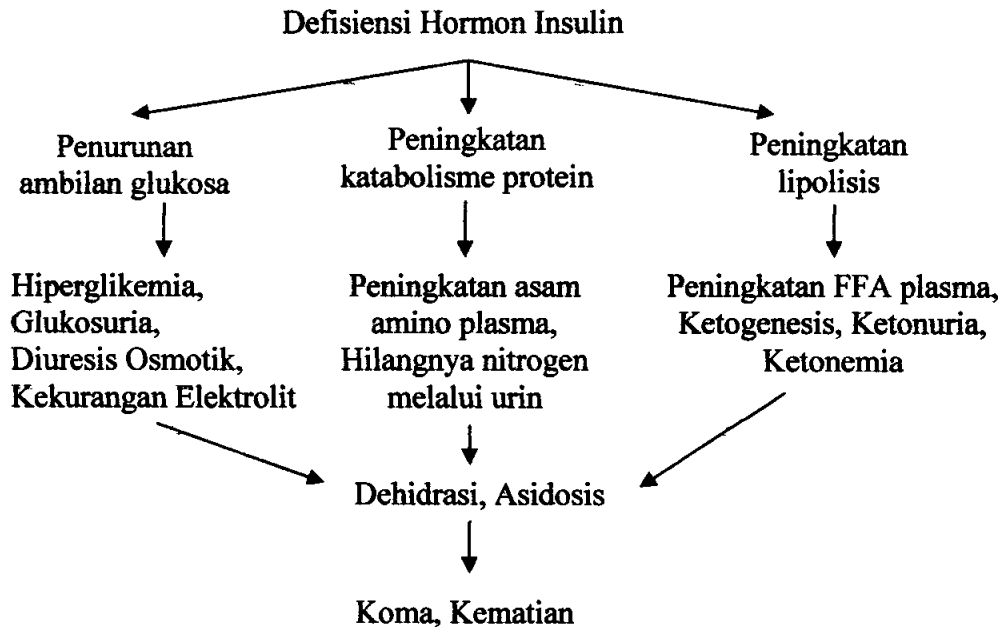 Defisiensi Hormon Insulin
Penurunan
ambilan glukosa
Peningkatan
katabolisme protein
Peningkatan
lipolisis
Hiperglikemia,
Glukosuria,
Diuresis Osmotik,
Kekurangan Elektrolit
Peningkatan asam
amino plasma,
Hilangnya nitrogen
melalui urin
Peningkatan FFA plasma,
Ketogenesis, Ketonuria,
Ketonemia
Dehidrasi, Asidosis
Koma, Kematian